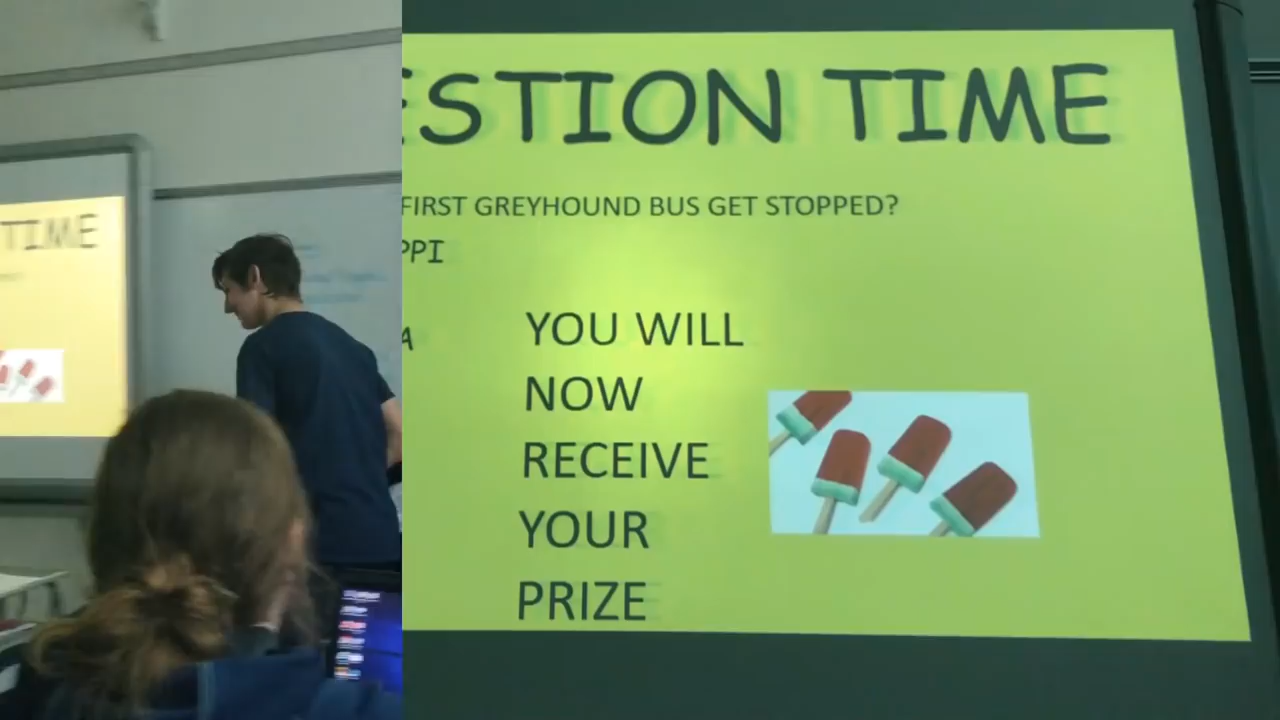 TIME
ESTION TIME
FIRST GREYHOUND BUS GET STOPPED?
PPI
A
YOU WILL
NOW
RECEIVE
YOUR
PRIZE